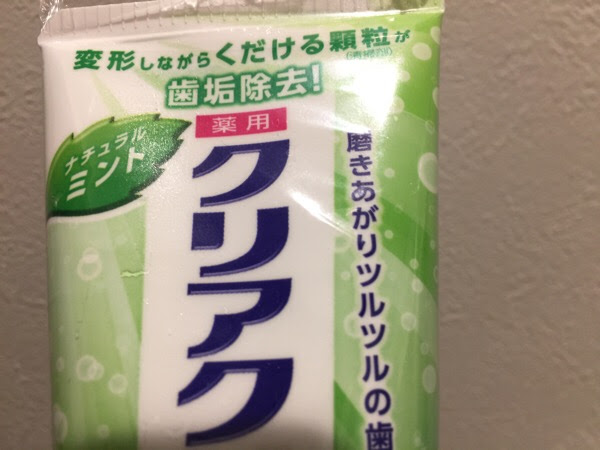 変形しながらくだける顆粒が
(清掃剤)
歯垢除去!
薬用
ナチュラル
ミント
クリアク
磨きあがりツルツルの歯